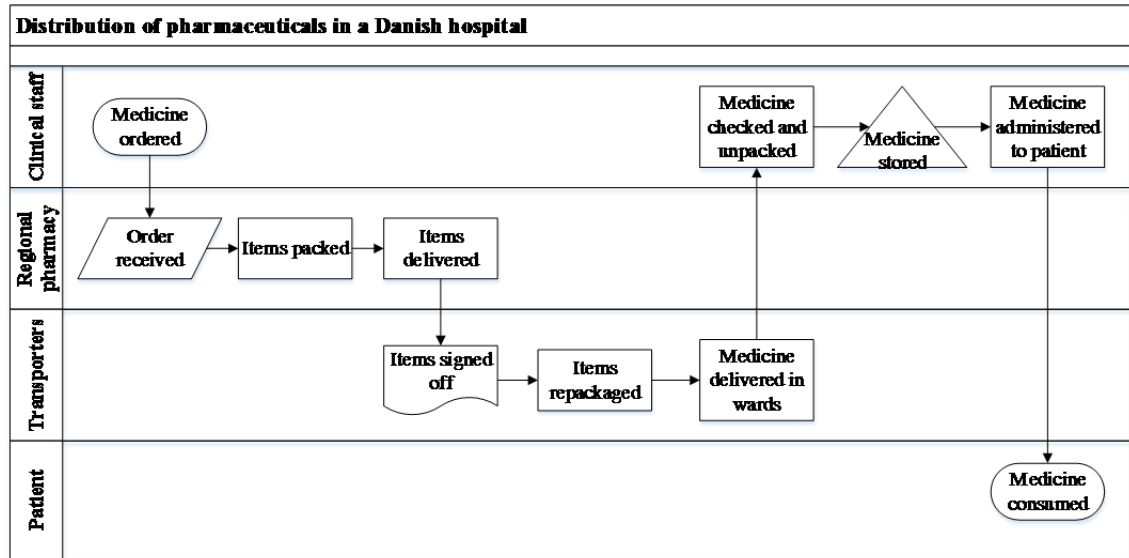 Distribution of pharmaceuticals in a Danish hospital
Clinical staff
Medicine
ordered
Medicine
checked and
unpacked
Medicine
stored
Medicine
administered
to patient
Regional
pharmacy
Order
received
Items packed
Items
delivered
Transporters
Items signed
off
Items
repackaged
Medicine
delivered in
wards
Patient
Medicine
consumed